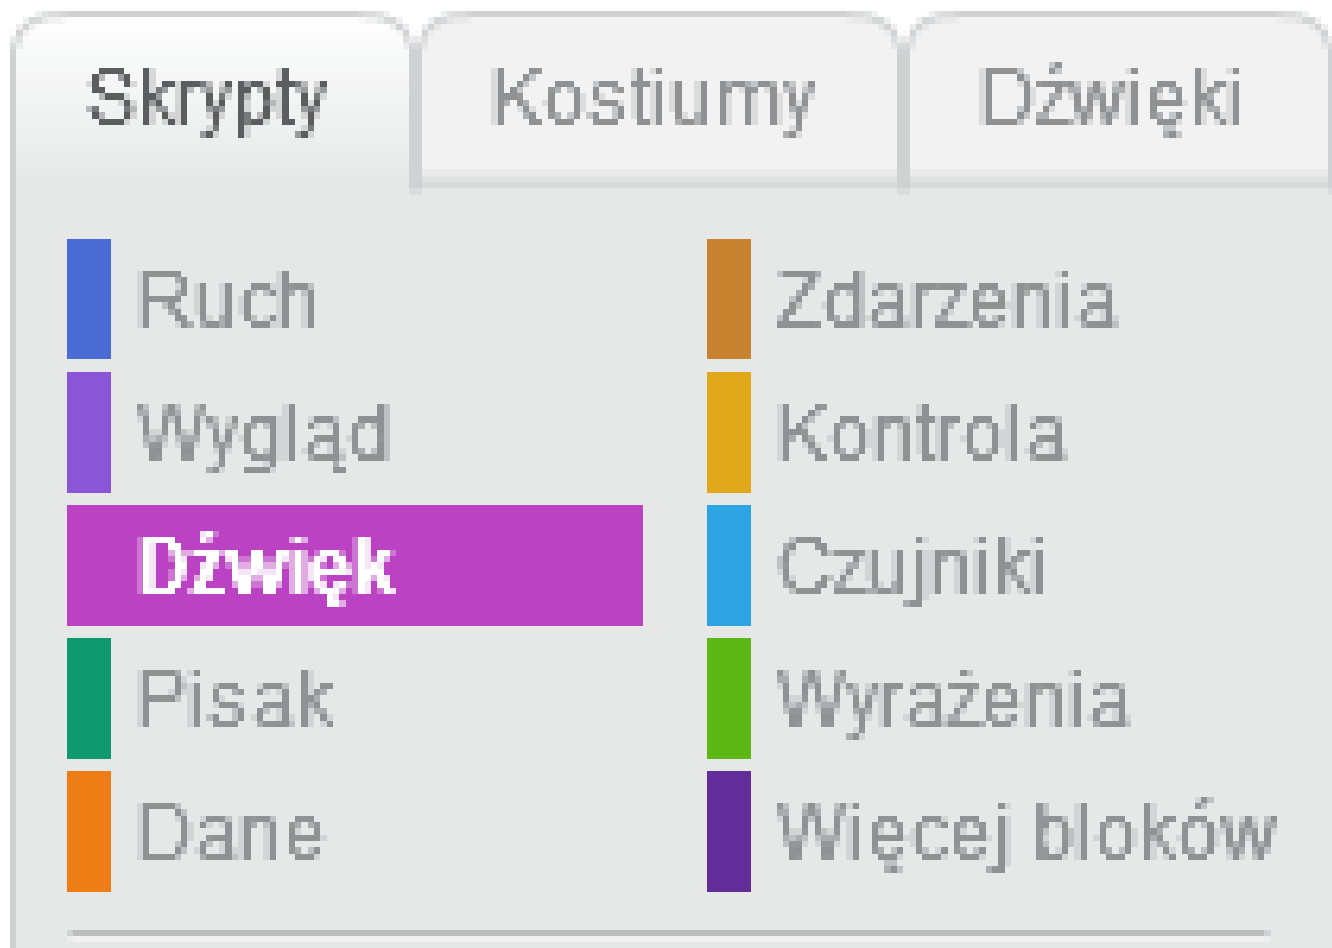 Skrypty Kostiumy Dźwięki
Ruch Zdarzenia
Wygląd Kontrola
Dźwięk Czujniki
Pisak Wyrażenia
Dane Więcej bloków